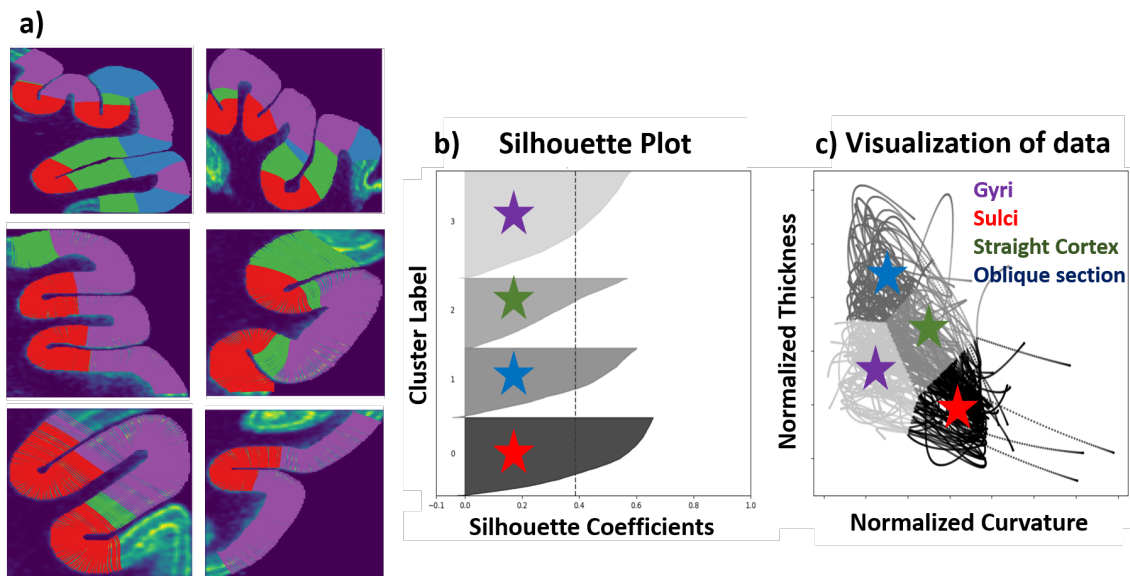 a)
b) Silhouette Plot
Cluster Label
3
2
1
0
-0.1 0.0 0.2 0.4 0.6 0.8 1.0
Silhouette Coefficients
c) Visualization of data
Gyri
Sulci
Straight Cortex
Oblique section
Normalized Thickness
Normalized Curvature